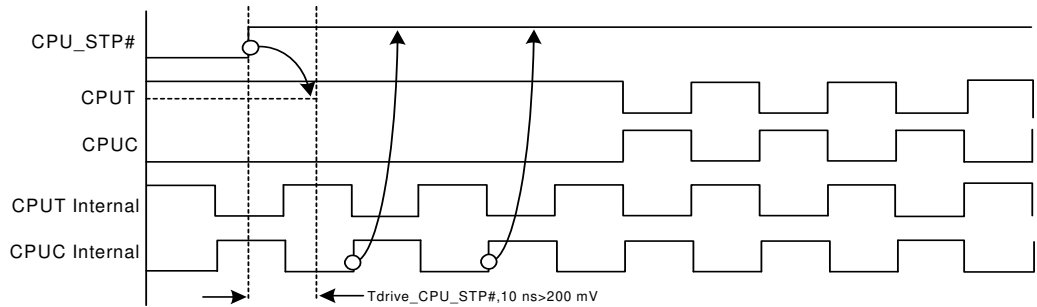 CPU_STP#
CPUT
CPUC
CPUT Internal
CPUC Internal
Tdrive_CPU_STP#,10 ns>200 mV